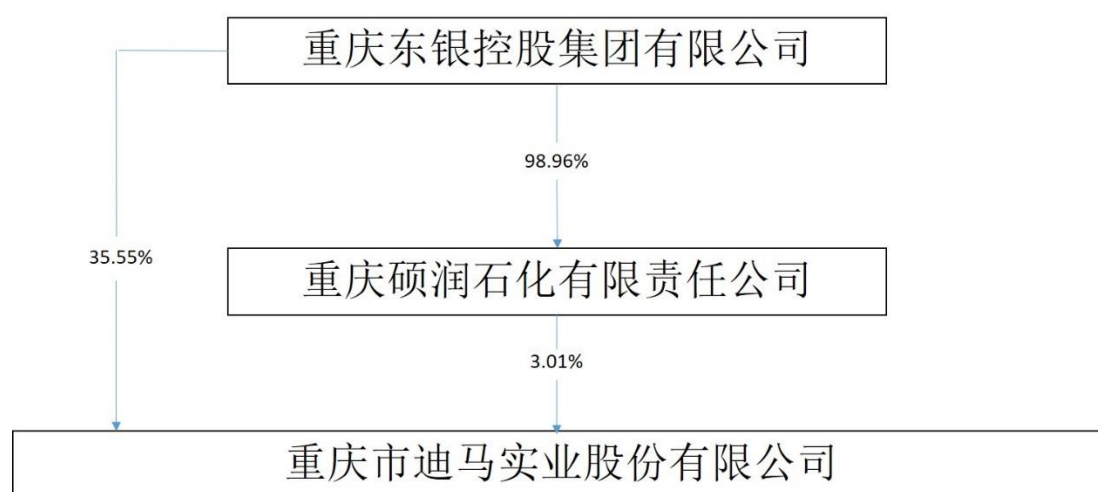 重庆东银控股集团有限公司
98.96%
35.55%
重庆硕润石化有限责任公司
3.01%
重庆市迪马实业股份有限公司